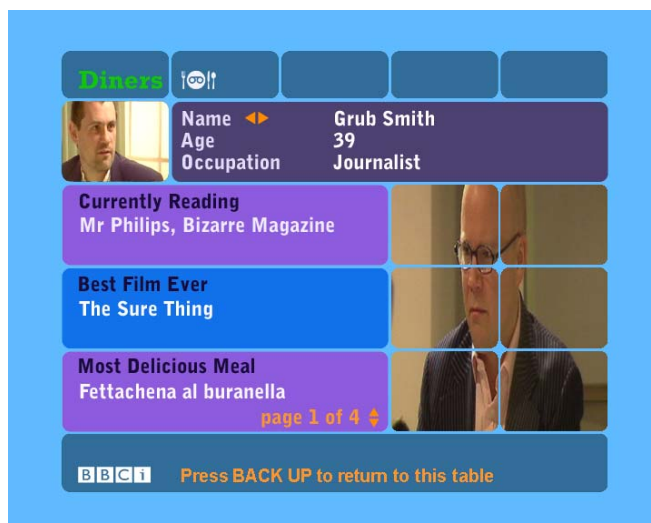 Diners
Name Grub Smith
Age 39
Occupation Journalist
Currently Reading
Mr Philips, Bizarre Magazine
Best Film Ever
The Sure Thing
Most Delicious Meal
Fettachena al buranella
page 1 of 4
BBCi Press BACK UP to return to this table